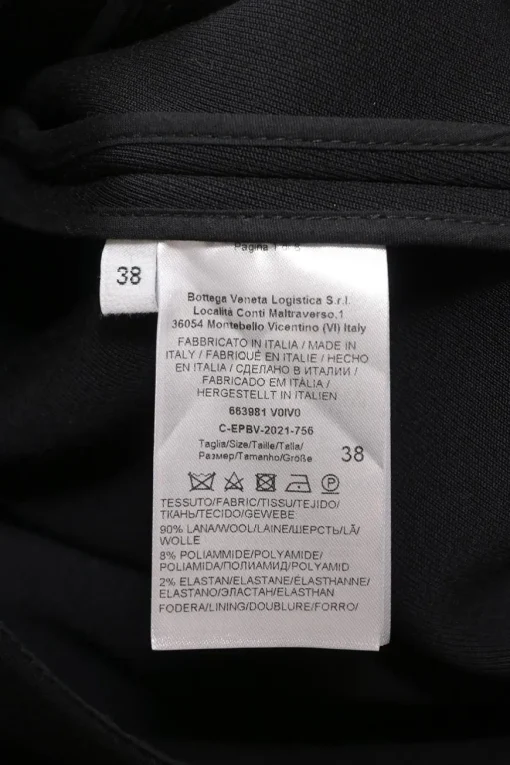 Pagina 1 di 8
38
Bottega Veneta Logistica S.r.l.
Località Conti Maltraverso,1
36054 Montebello Vicentino (VI) Italy
FABBRICATO IN ITALIA / MADE IN
ITALY / FABRIQUÉ EN ITALIE / HECHO
EN ITALIA / СДЕЛАНО В ИТАЛИИ /
FABRICADO EM ITÁLIA /
HERGESTELLT IN ITALIEN
663981 V0IV0
C-EPBV-2021-756
Taglia/Size/Taille/Talla/
Размер/Tamanho/Größe 38
P
TESSUTO/FABRIC/TISSU/TEJIDO/
ТКАНЬ/TECIDO/GEWEBE
90% LANA/WOOL/LAINE/ШЕРСТЬ/LÃ/
WOLLE
8% POLIAMMIDE/POLYAMIDE/
POLIAMIDA/ПОЛИАМИД/POLYAMID
2% ELASTAN/ELASTANE/ÉLASTHANNE/
ELASTANO/ЭЛАСТАН/ELASTHAN
FODERA/LINING/DOUBLURE/FORRO/